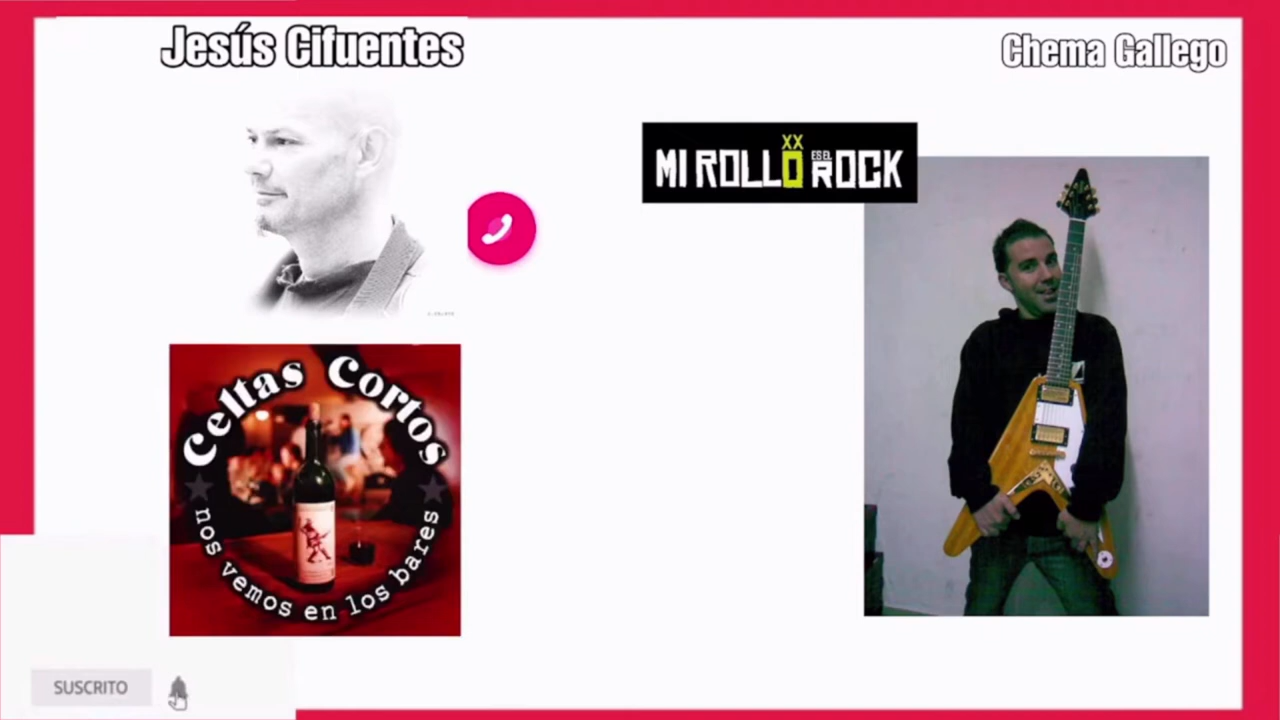 Jesús Cifuentes
Chema Gallego
MI ROLLO ES EL ROCK
XX
Celtas Cortos
nos vemos en los bares
SUSCRITO